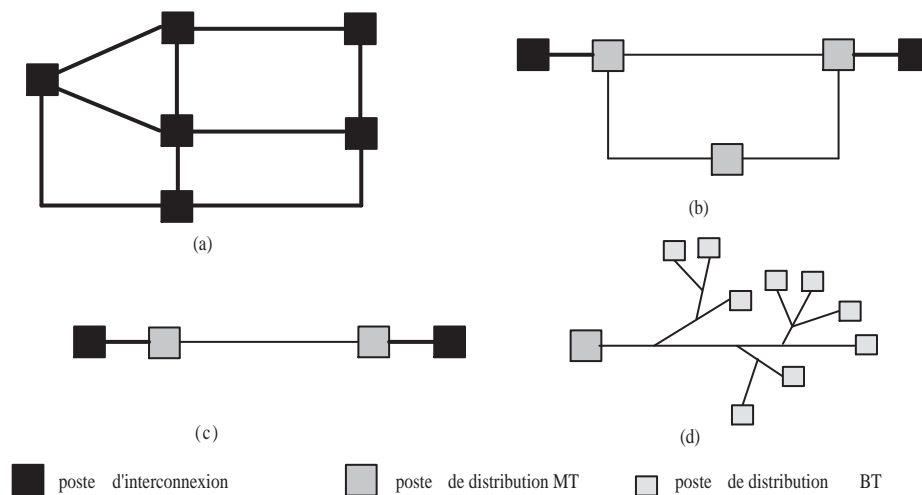 (a)
(b)
(c)
(d)
poste d'interconnexion
poste de distribution MT
poste de distribution BT